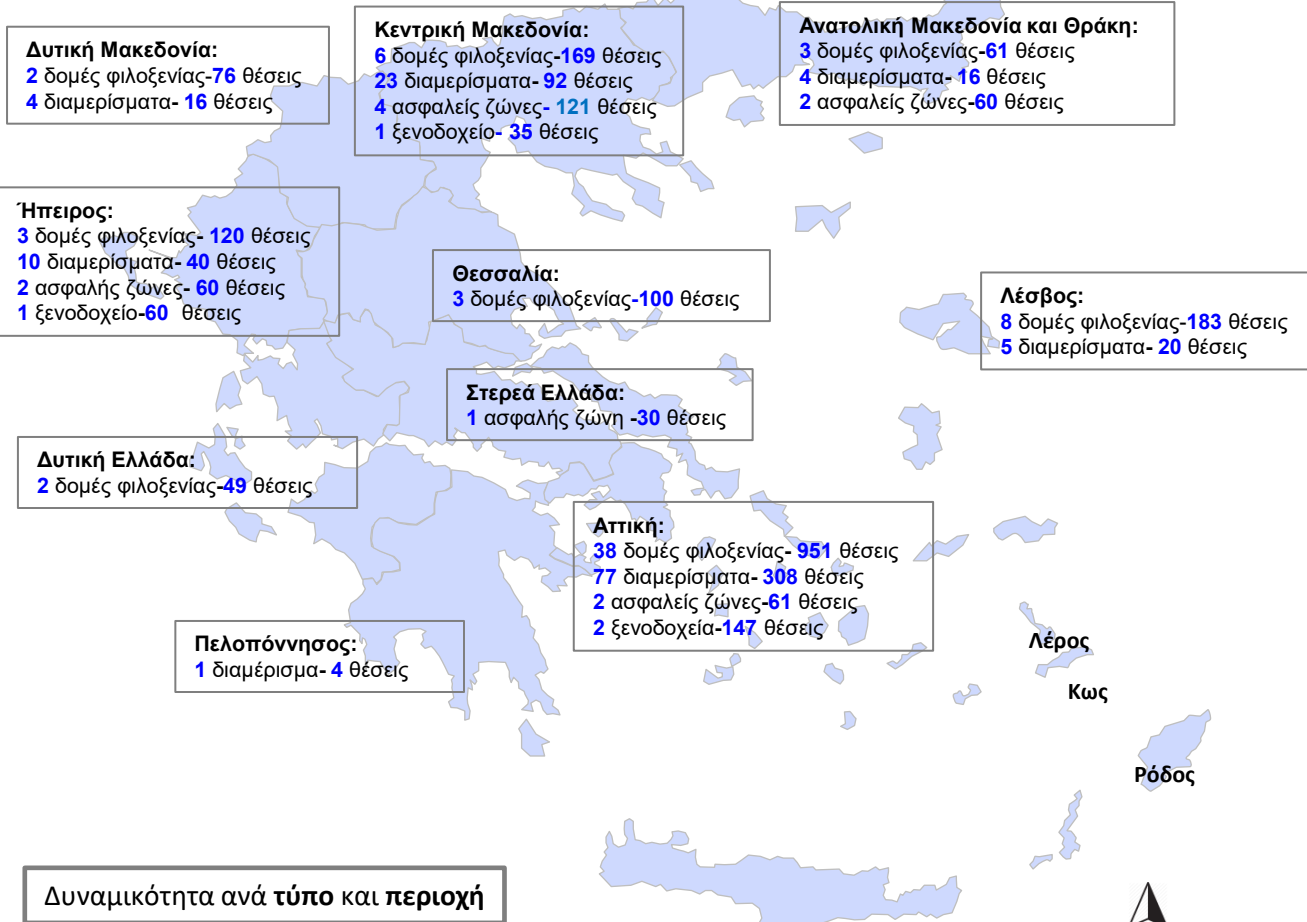 Δυτική Μακεδονία:
2 δομές φιλοξενίας-76 θέσεις
4 διαμερίσματα- 16 θέσεις
Κεντρική Μακεδονία:
6 δομές φιλοξενίας-169 θέσεις
23 διαμερίσματα- 92 θέσεις
4 ασφαλείς ζώνες- 121 θέσεις
1 ξενοδοχείο- 35 θέσεις
Ανατολική Μακεδονία και Θράκη:
3 δομές φιλοξενίας-61 θέσεις
4 διαμερίσματα- 16 θέσεις
2 ασφαλείς ζώνες-60 θέσεις
Ήπειρος:
3 δομές φιλοξενίας- 120 θέσεις
10 διαμερίσματα- 40 θέσεις
2 ασφαλής ζώνες- 60 θέσεις
1 ξενοδοχείο-60 θέσεις
Θεσσαλία:
3 δομές φιλοξενίας-100 θέσεις
Λέσβος:
8 δομές φιλοξενίας-183 θέσεις
5 διαμερίσματα- 20 θέσεις
Στερεά Ελλάδα:
1 ασφαλής ζώνη -30 θέσεις
Δυτική Ελλάδα:
2 δομές φιλοξενίας-49 θέσεις
Αττική:
38 δομές φιλοξενίας- 951 θέσεις
77 διαμερίσματα- 308 θέσεις
2 ασφαλείς ζώνες-61 θέσεις
2 ξενοδοχεία-147 θέσεις
Πελοπόννησος:
1 διαμέρισμα- 4 θέσεις
Λέρος
Κως
Ρόδος
Δυναμικότητα ανά τύπο και περιοχή